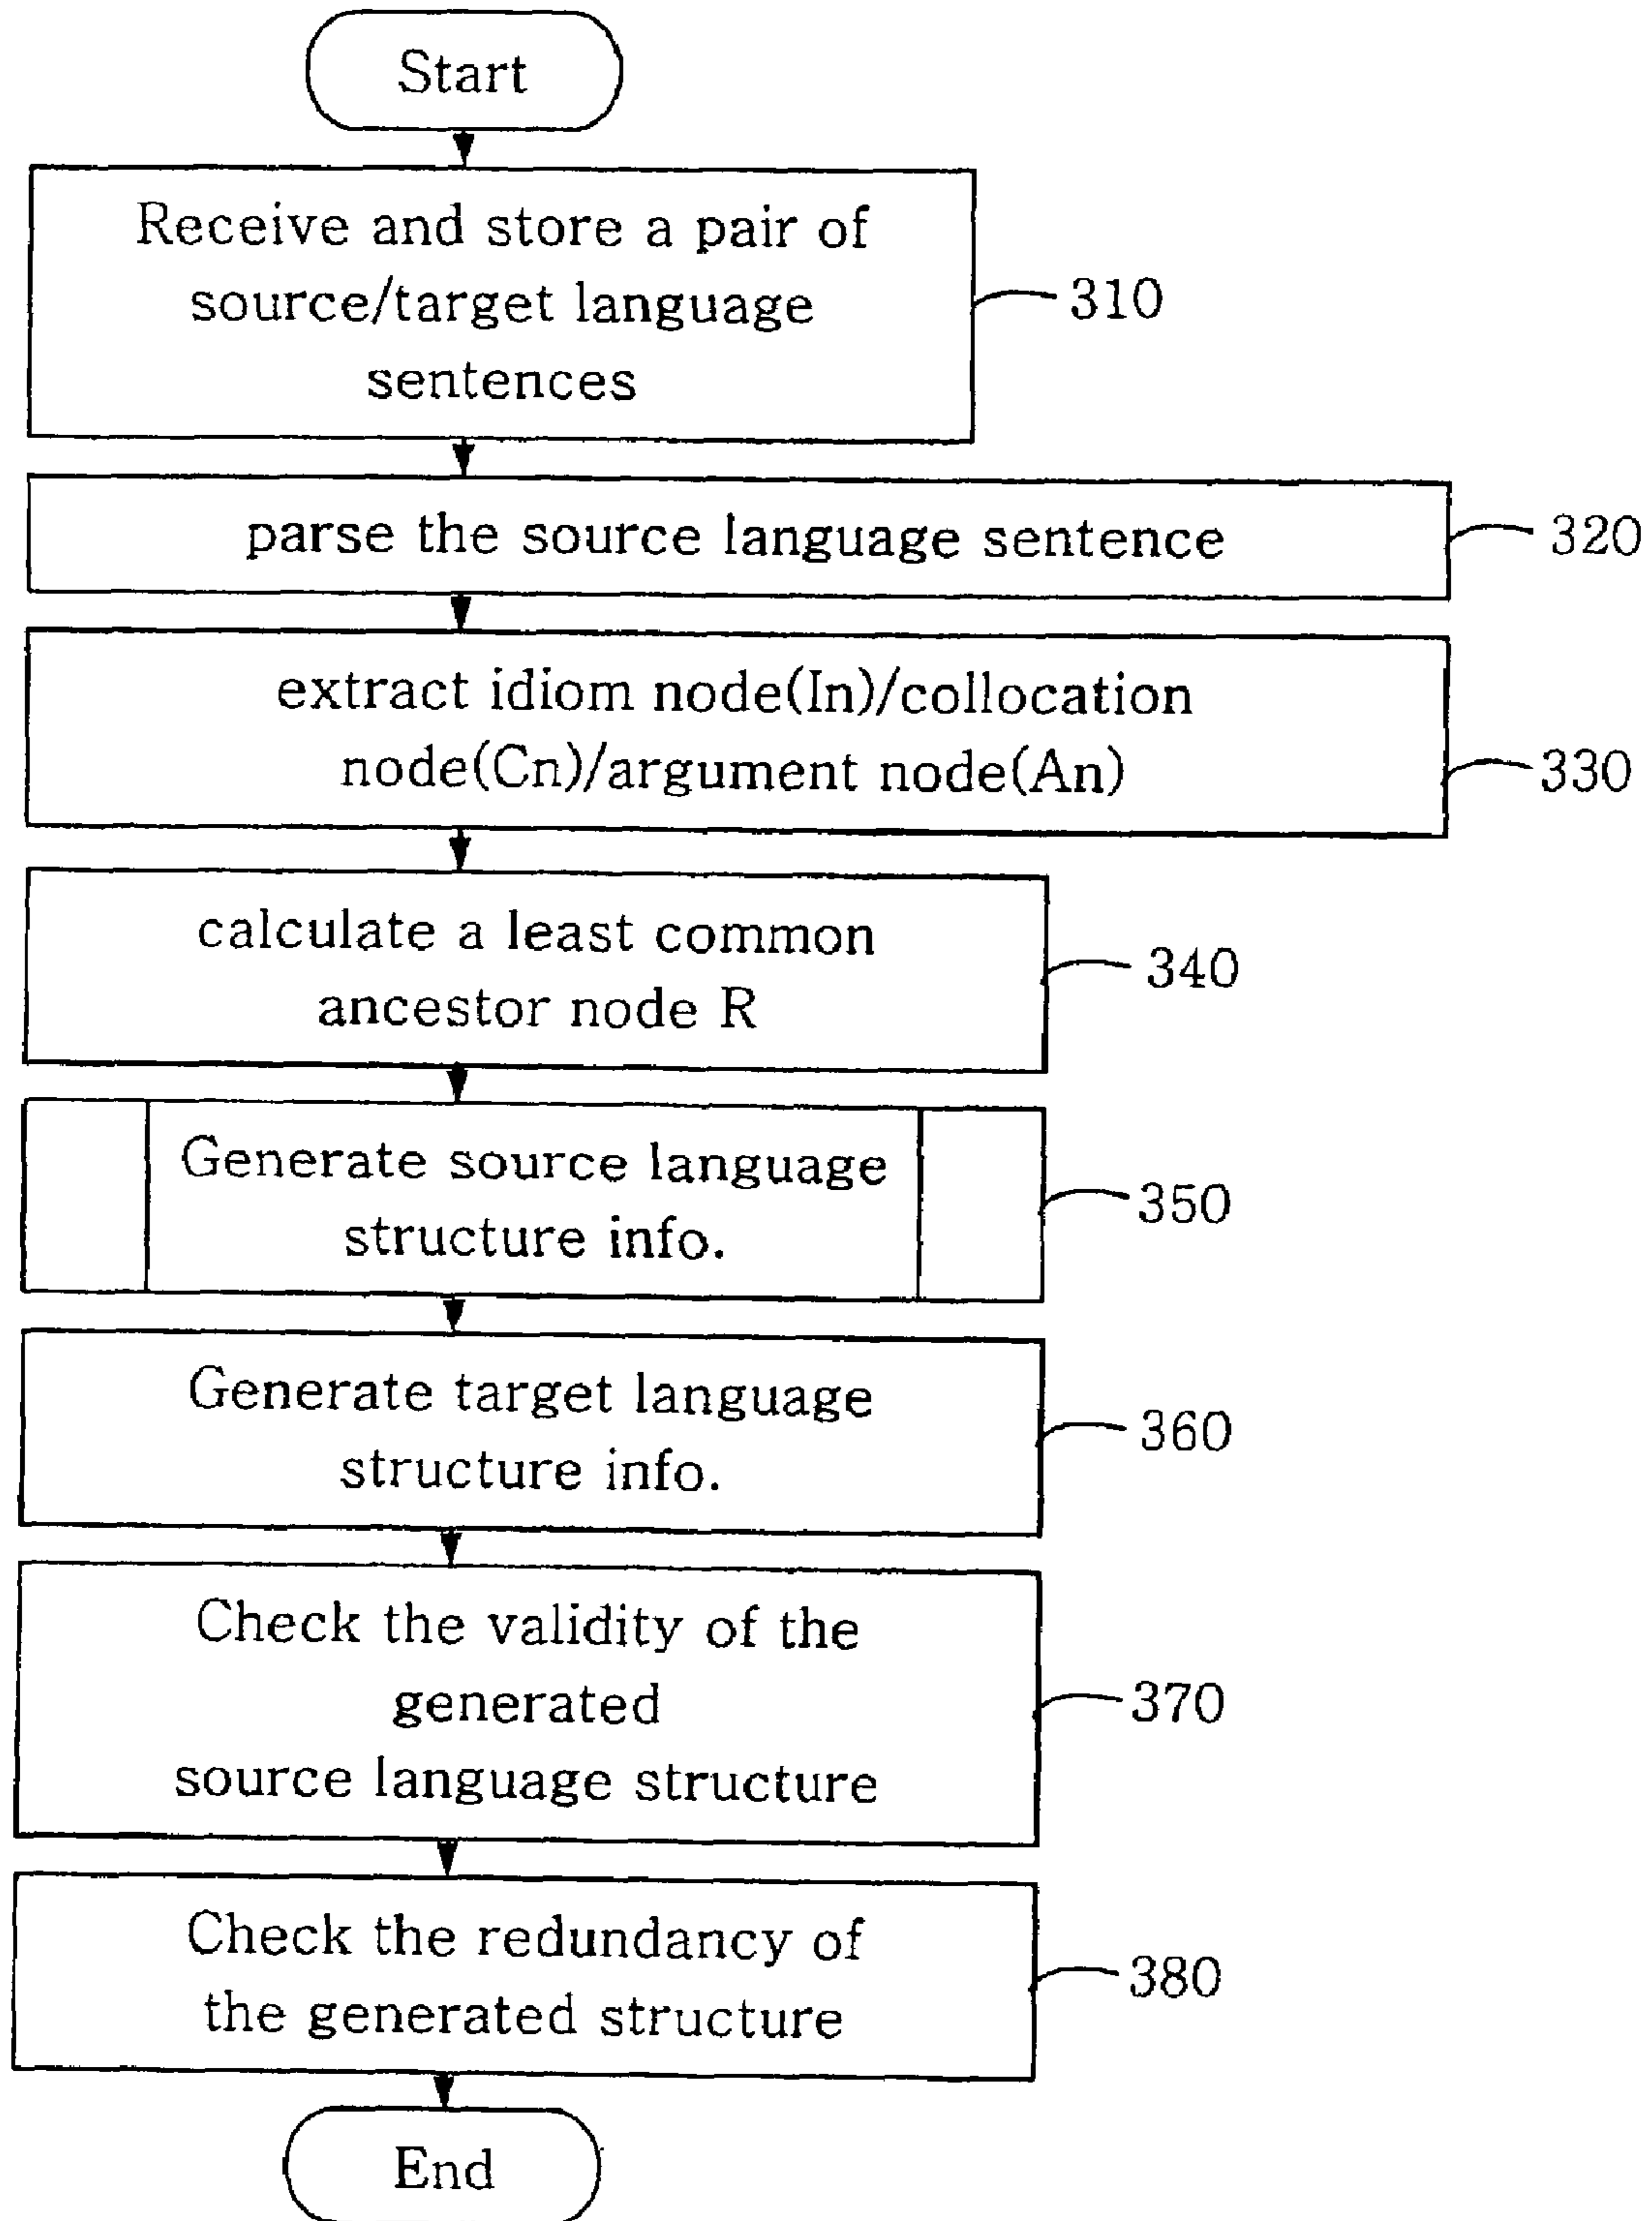 Start
Receive and store a pair of
source/target language
sentences
310
parse the source language sentence
320
extract idiom node(In)/collocation
node(Cn)/argument node(An)
330
calculate a least common
ancestor node R
340
Generate source language
structure info.
350
Generate target language
structure info.
360
Check the validity of the
generated
source language structure
370
Check the redundancy of
the generated structure
380
End